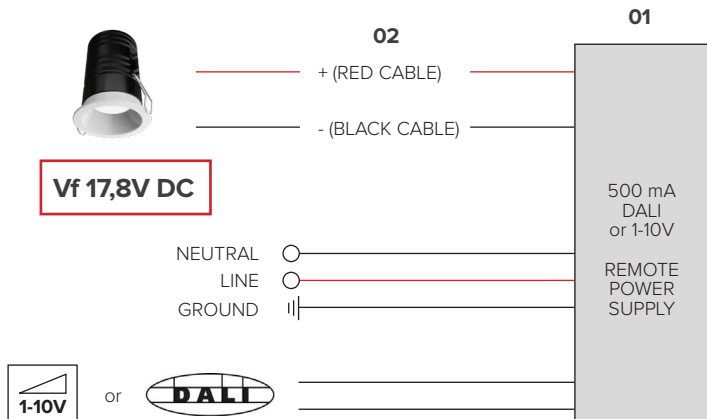 01
02
+ (RED CABLE)
- (BLACK CABLE)
Vf 17,8V DC
500 mA
DALI
or 1-10V
REMOTE
POWER
SUPPLY
NEUTRAL
LINE
GROUND
1-10V
or
DALI